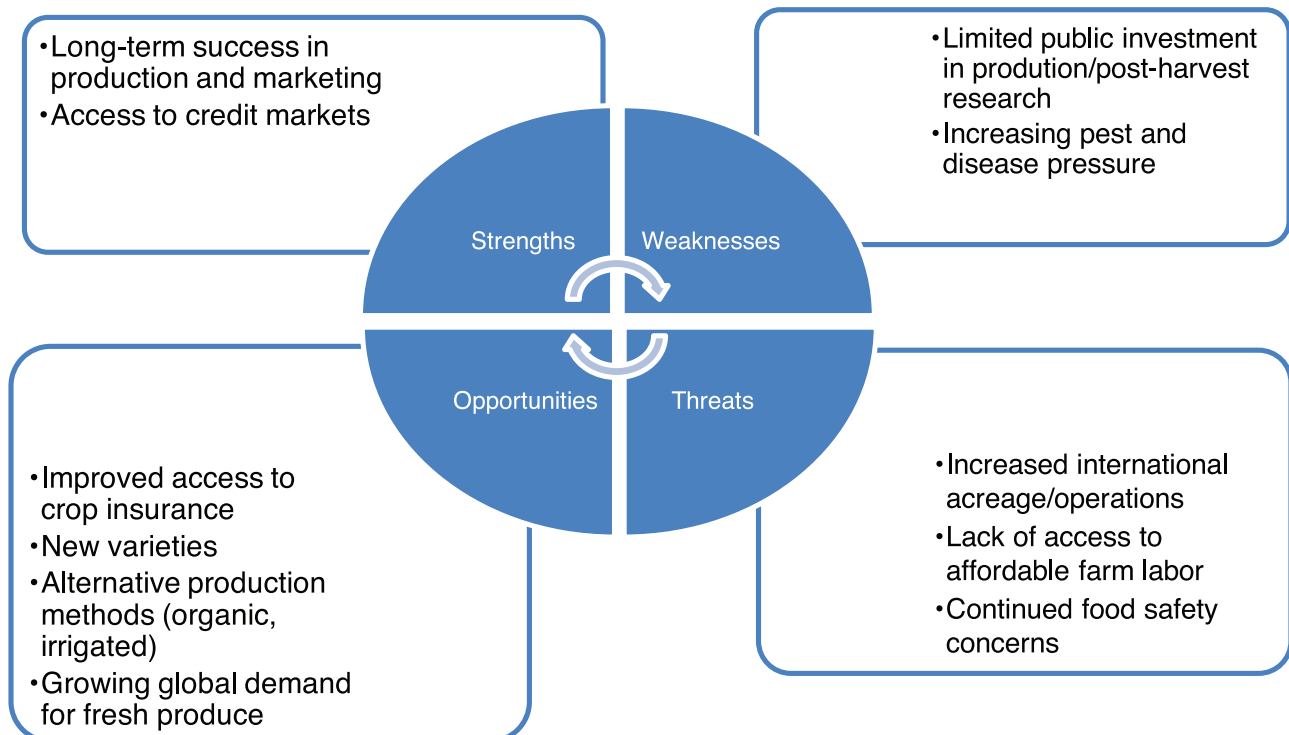 •Long-term success in
production and marketing
•Access to credit markets
•Limited public investment
in prodution/post-harvest
research
•Increasing pest and
disease pressure
Strengths
Weaknesses
Opportunities
Threats
•Improved access to
crop insurance
•New varieties
•Alternative production
methods (organic,
irrigated)
•Growing global demand
for fresh produce
•Increased international
acreage/operations
•Lack of access to
affordable farm labor
•Continued food safety
concerns